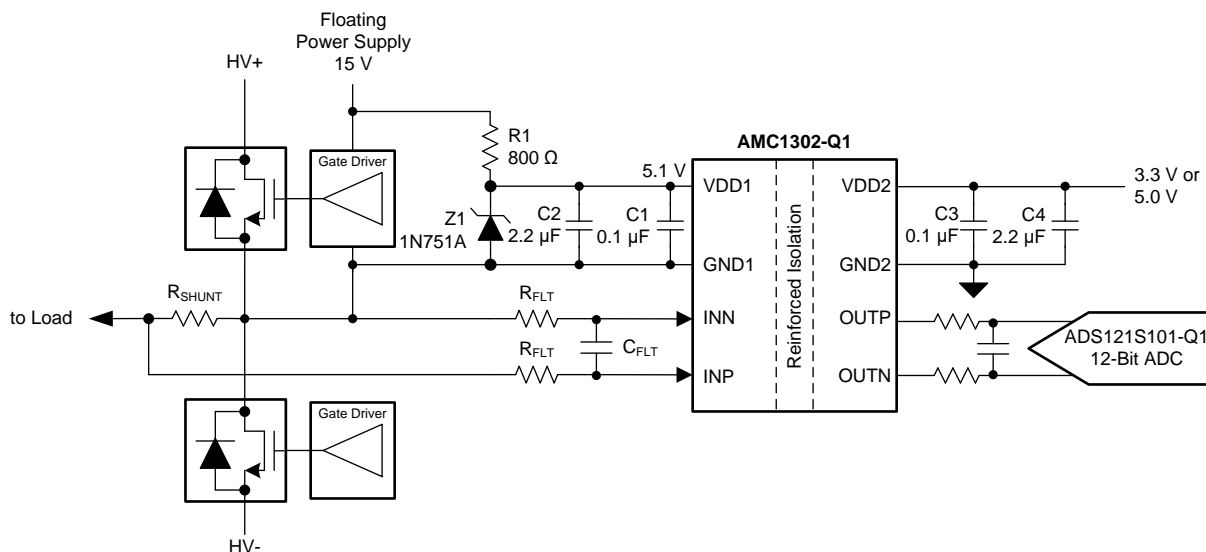 Floating
Power Supply
15 V
HV+
R1
800 Ω
AMC1302-Q1
Gate Driver
5.1 V
VDD1
VDD2
3.3 V or
5.0 V
Z1
1N751A
C2
2.2 µF
C1
0.1 µF
C3
0.1 µF
C4
2.2 µF
Reinforced Isolation
GND1
GND2
RSHUNT
to Load
RFLT
INN
OUTP
ADS121S101-Q1
12-Bit ADC
RFLT
CFLT
INP
OUTN
Gate Driver
HV-